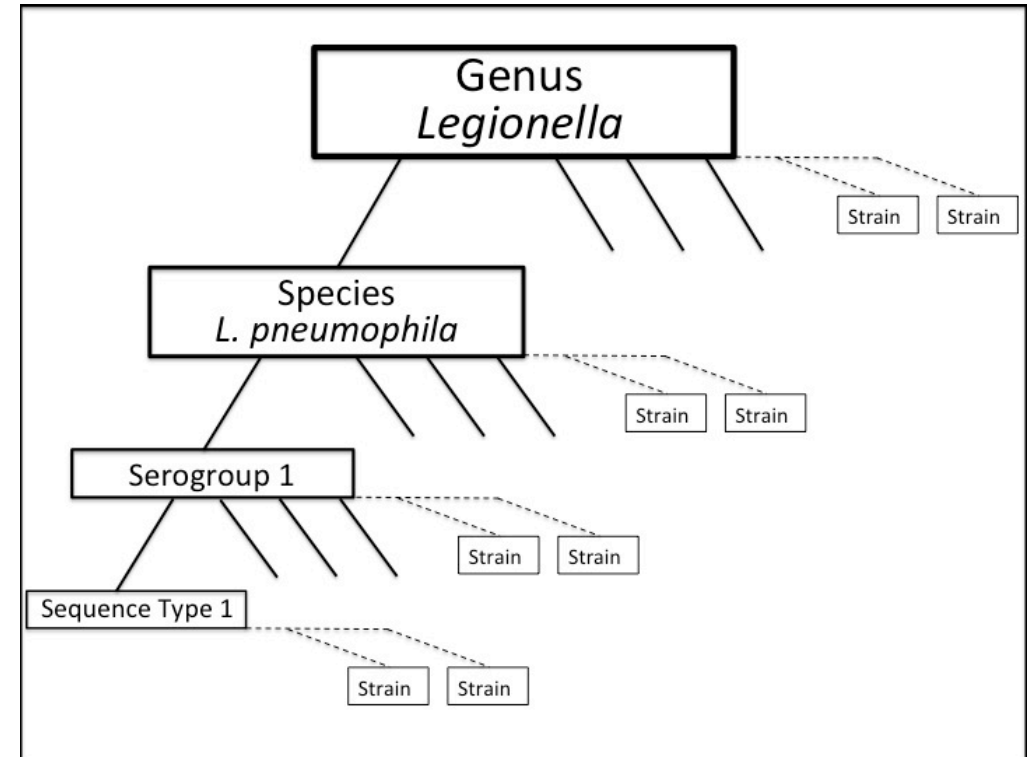 Genus
Legionella
Strain Strain
Species
L. pneumophila
Strain Strain
Serogroup 1
Strain Strain
Sequence Type 1
Strain Strain